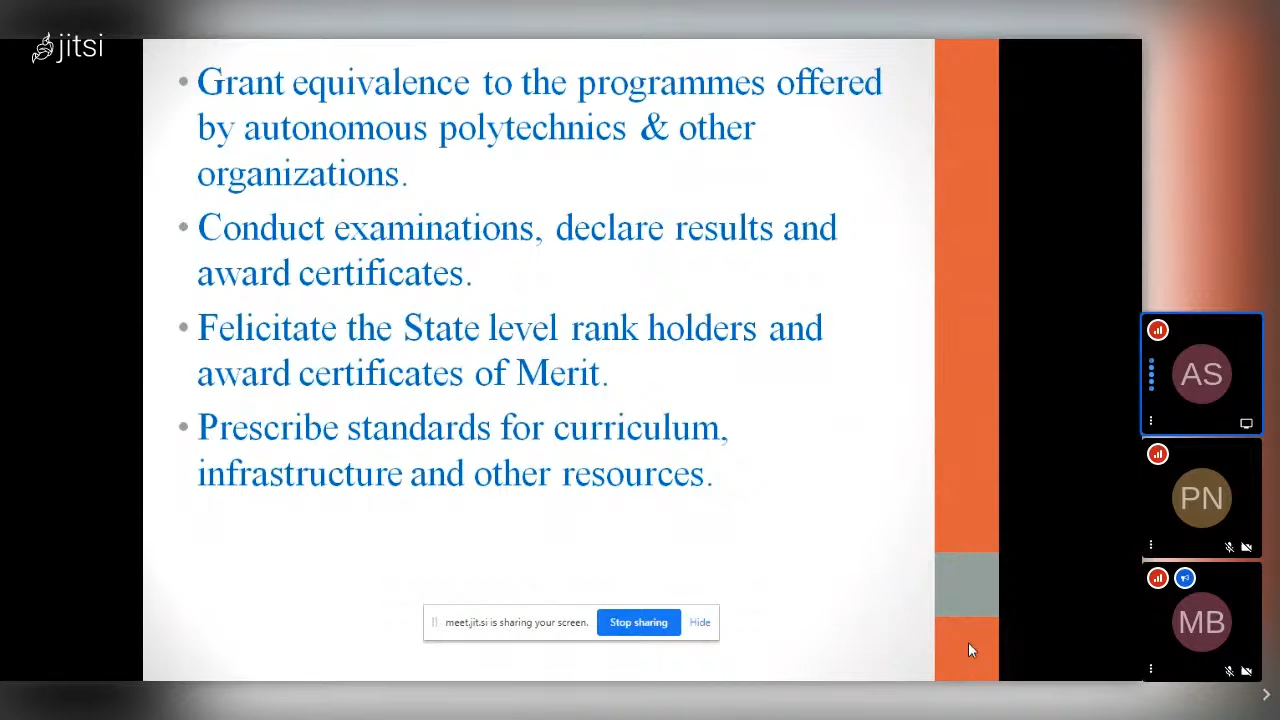 jitsi
• Grant equivalence to the programmes offered
by autonomous polytechnics & other
organizations.
• Conduct examinations, declare results and
award certificates.
• Felicitate the State level rank holders and
award certificates of Merit.
• Prescribe standards for curriculum,
infrastructure and other resources.
meet.jit.si is sharing your screen. Stop sharing Hide
AS
PN
MB